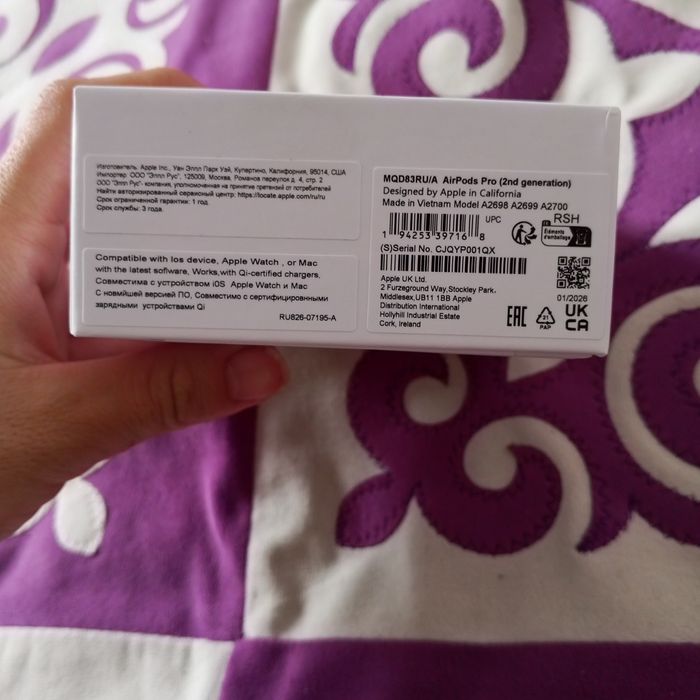 Изготовитель. Apple Inc., Уан Эппл Парк Уэй, Купертино, Калифорния, 95014, США
Импортер ООО "Эппл Рус", 125009, Москва, Романов переулок д. 4, стр. 2
ООО "Эппл Рус"- компания, уполномоченная на принятие претензий от потребителей
Найти авторизированный сервисный центр: https://locate.apple.com/ru/ru
Срок ограниченной гарантии: 1 год
Срок службы: 3 года.
Compatible with Ios device, Apple Watch , or Mac
with the latest software, Works,with Qi-certified chargers,
Совместима с устройством iOS Apple Watch и Mac
С новейшей версией ПО, Совместимо с сертифицированными
зарядными устройствами Qi
RU826-07195-A
MQD83RU/A AirPods Pro (2nd generation)
Designed by Apple in California
Made in Vietnam Model A2698 A2699 A2700
UPC
RSH
1 94253 39716 8
Éléments
d'emballage
(S)Serial No. CJQYP001QX
Apple UK Ltd.
2 Furzeground Way,Stockley Park,
Middlesex,UB11 1BB Apple
Distribution International
Hollyhill Industrial Estate
Cork, Ireland
EAC
21
PAP
01/2026
UK
CA